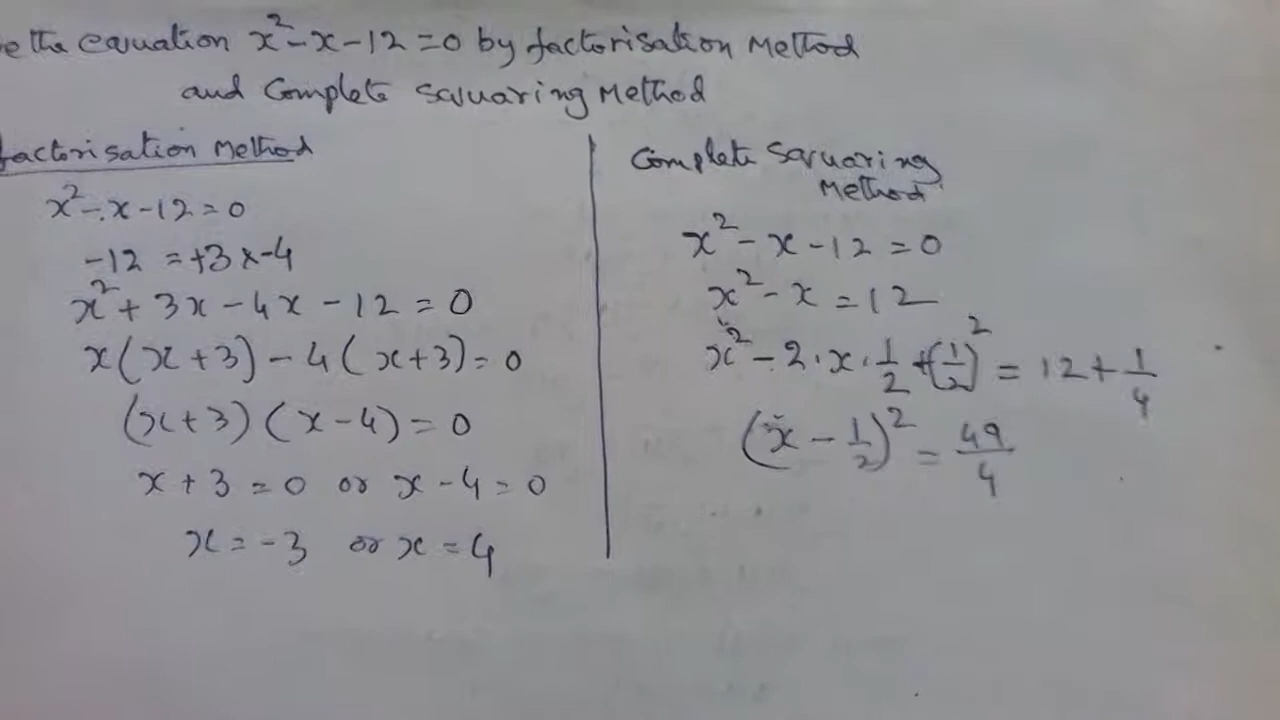 e the equation x² - x - 12 = 0 by factorisation Method
and Complete Squaring Method
factorisation Method
x² - x - 12 = 0
-12 = +3 x -4
x² + 3x - 4x - 12 = 0
x(x + 3) - 4(x+3) = 0
(x+3)(x-4) = 0
x + 3 = 0 or x - 4 = 0
x = -3 or x = 4
Complete Squaring
Method
x² - x - 12 = 0
x² - x = 12
x² - 2·x·1/2 + (1/2)² = 12 + 1/4
(x - 1/2)² = 49/4